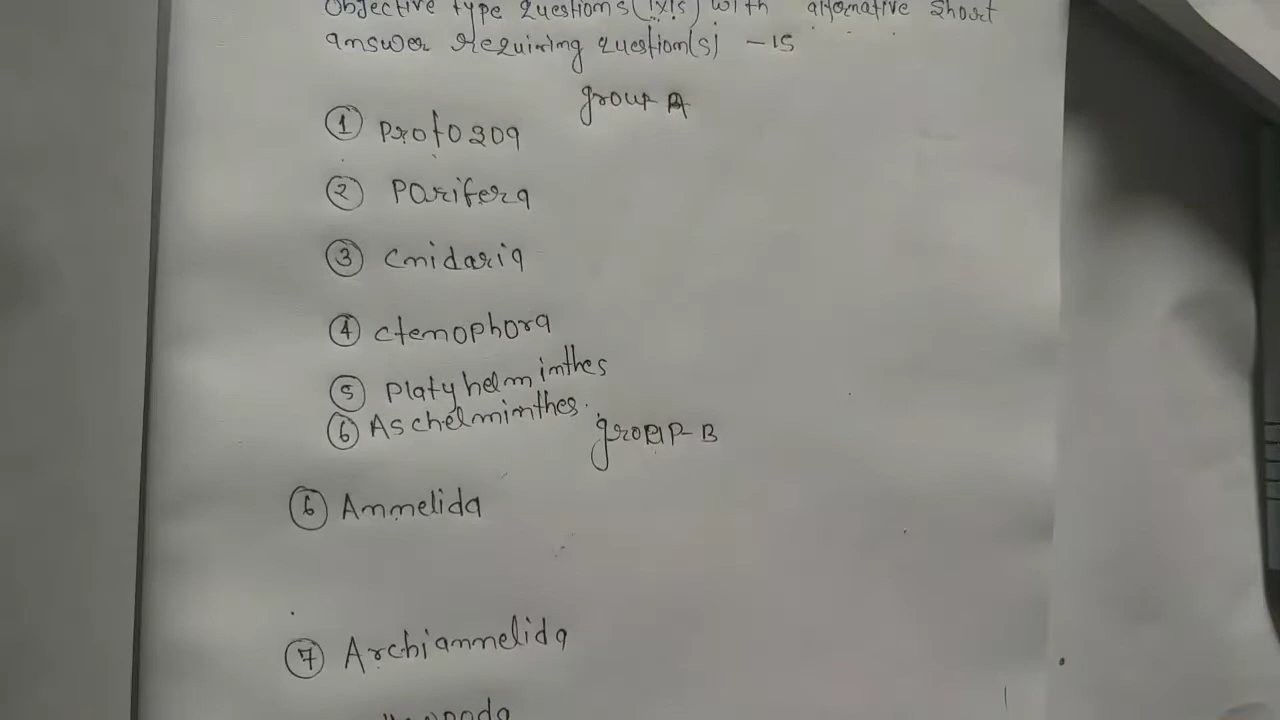 Objective type questions(1x15) with alternative short
answer requiring question(s) -15
group A
① Protozoa
② Porifera
③ Cnidaria
④ Ctenophora
⑤ Platyhelminthes
⑥ Aschelminthes.
group-B
⑥ Annelida
⑦ Archiannelida